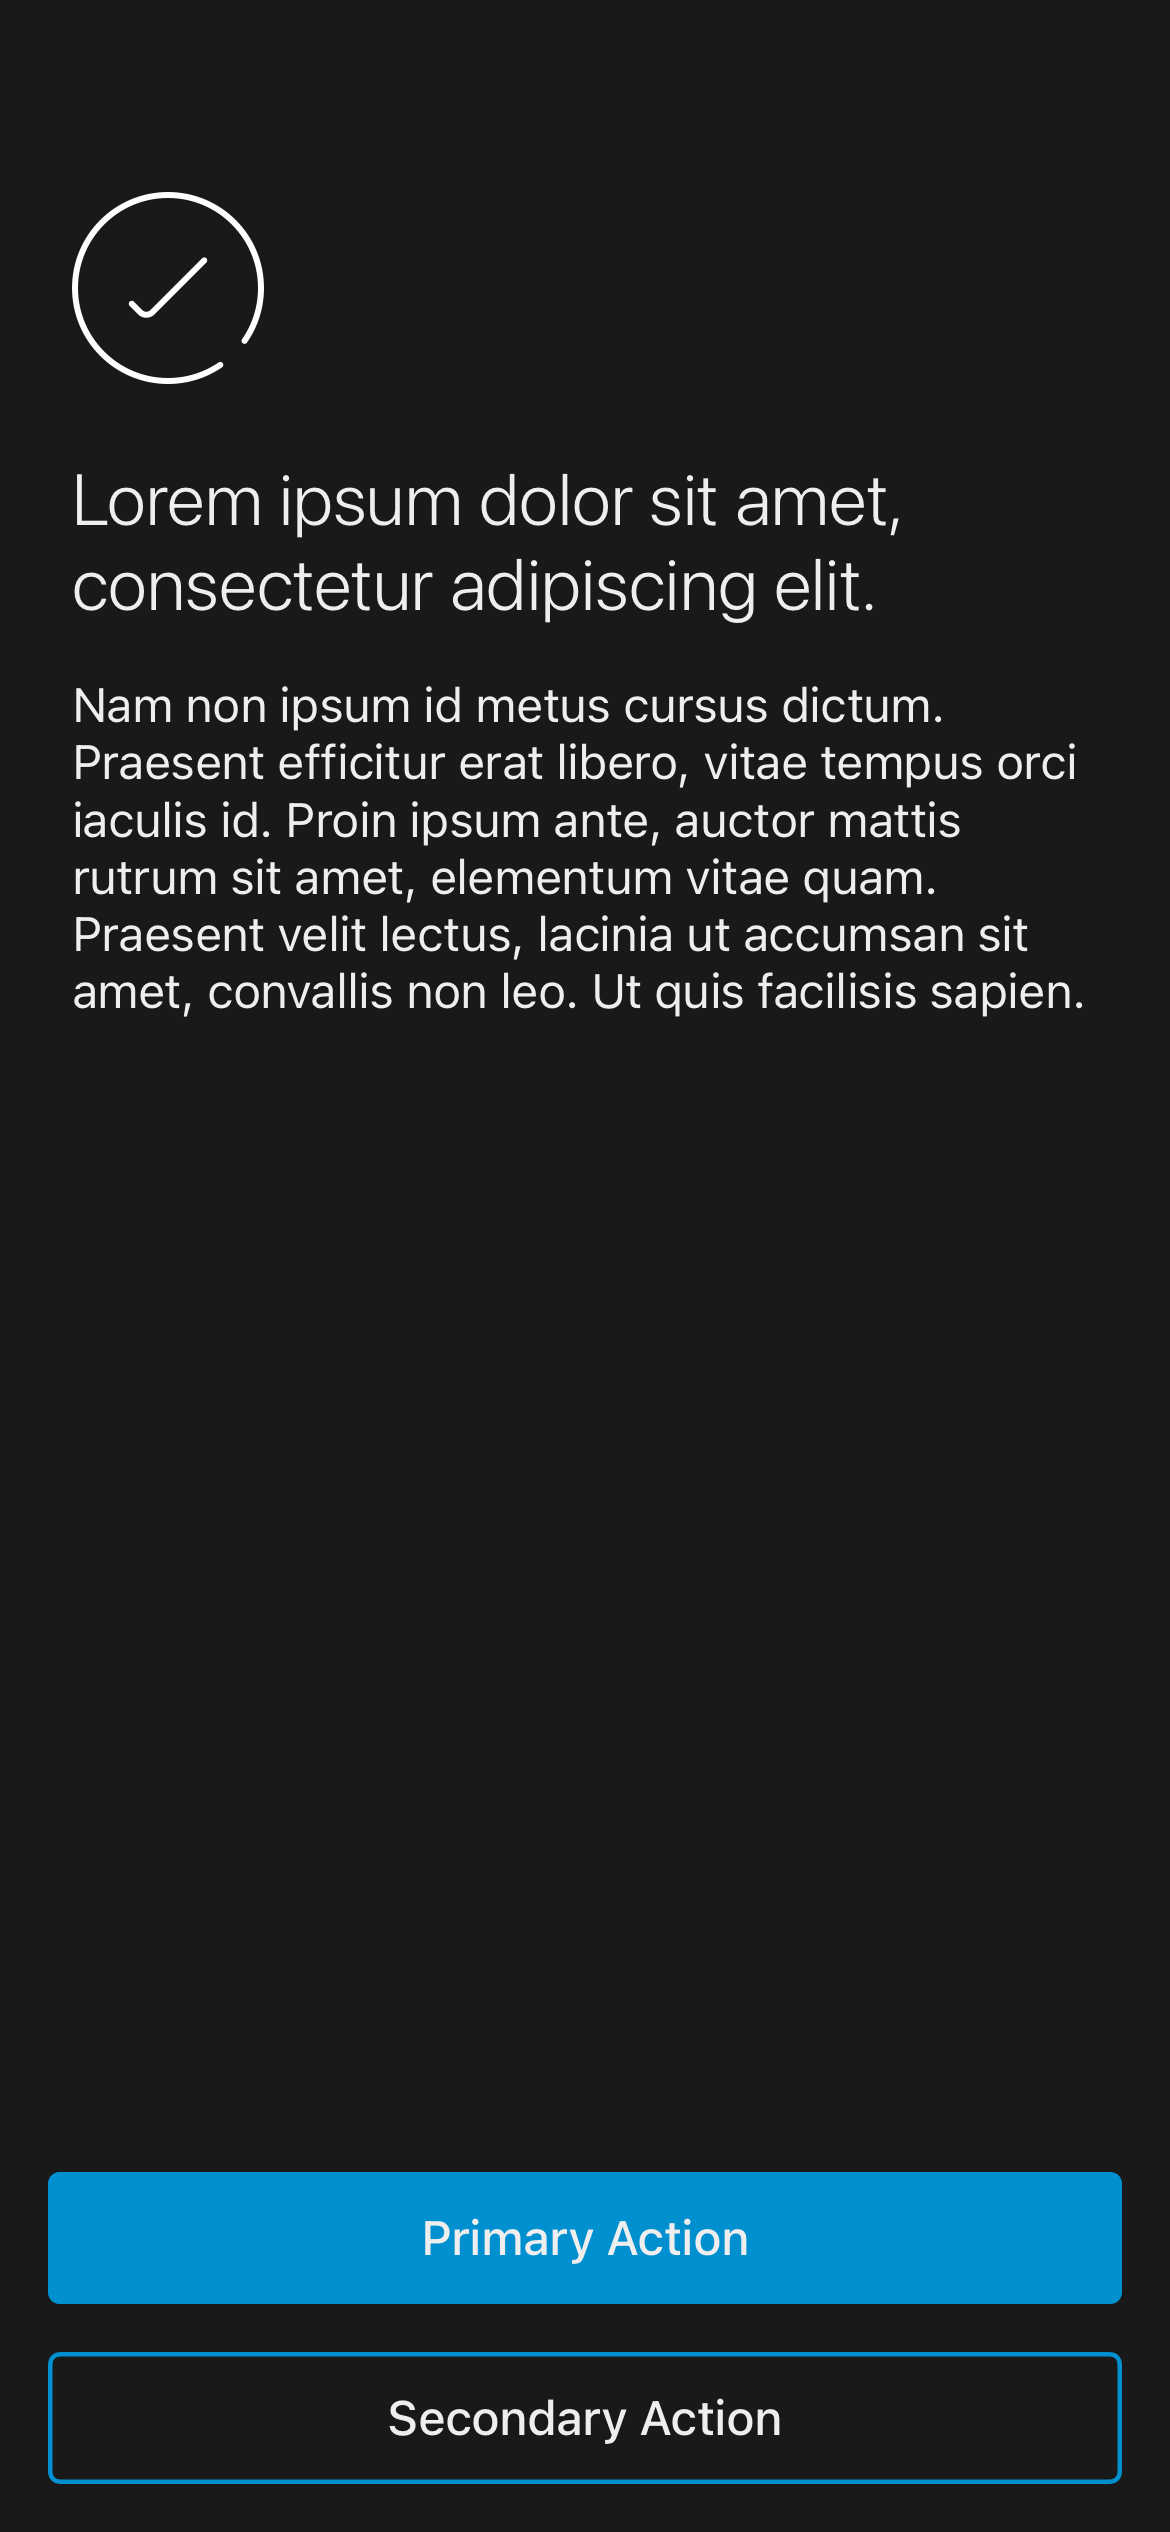 Lorem ipsum dolor sit amet,
consectetur adipiscing elit.
Nam non ipsum id metus cursus dictum.
Praesent efficitur erat libero, vitae tempus orci
iaculis id. Proin ipsum ante, auctor mattis
rutrum sit amet, elementum vitae quam.
Praesent velit lectus, lacinia ut accumsan sit
amet, convallis non leo. Ut quis facilisis sapien.
Primary Action
Secondary Action